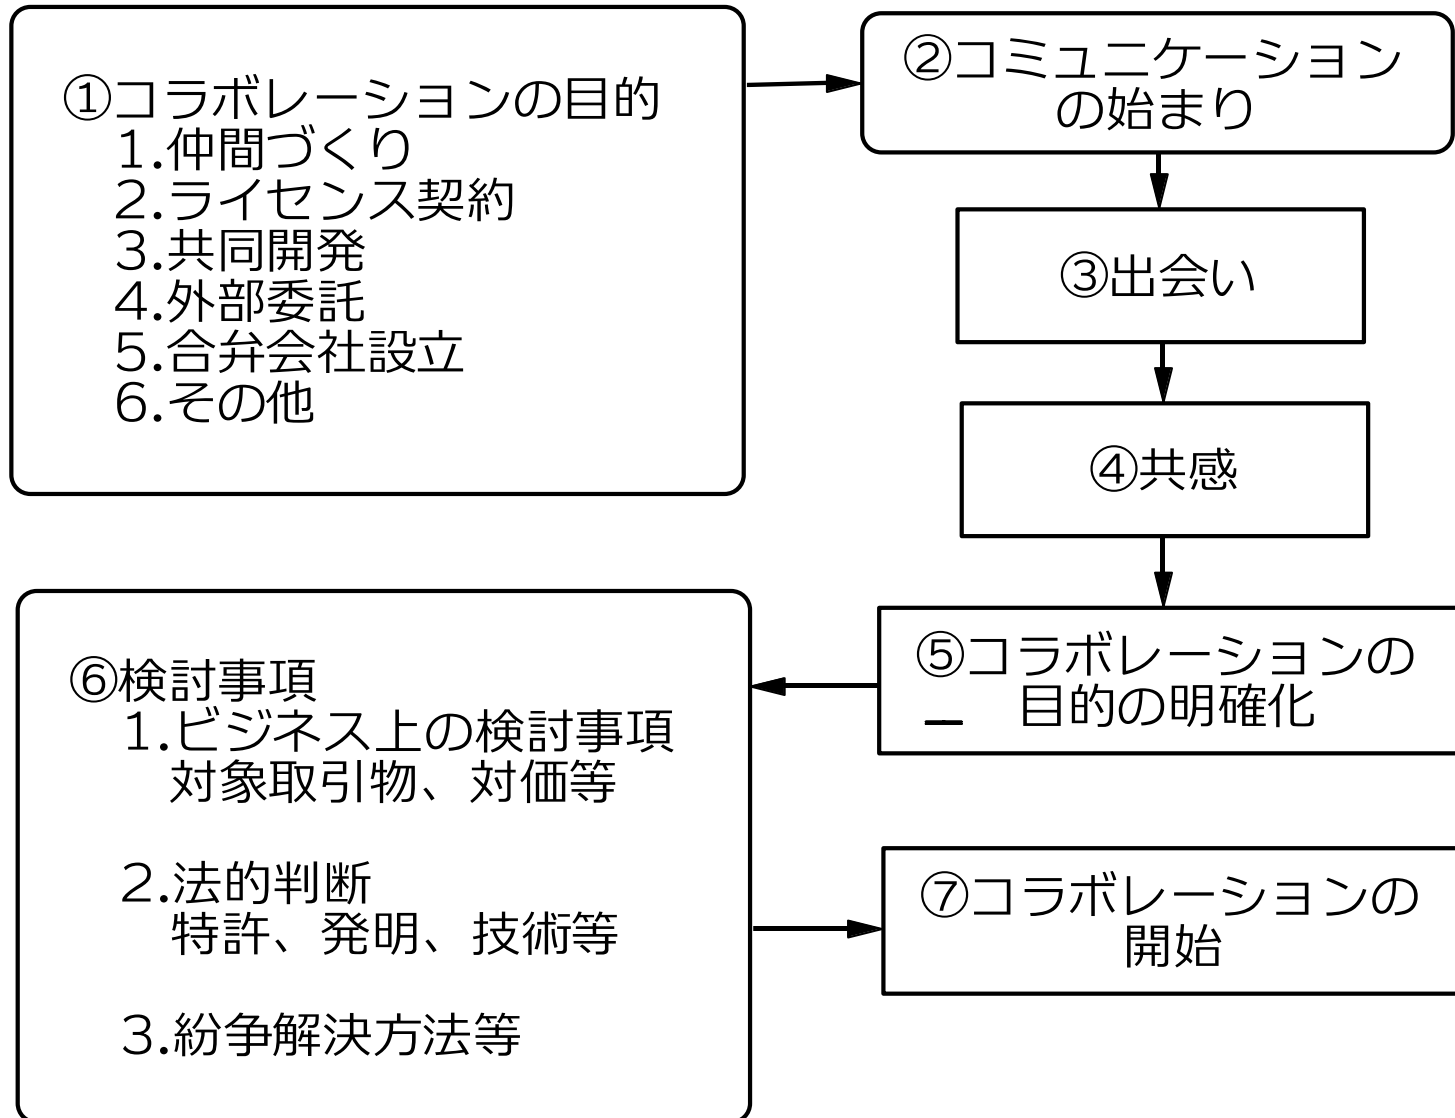 ①コラボレーションの目的
1.仲間づくり
2.ライセンス契約
3.共同開発
4.外部委託
5.合弁会社設立
6.その他
②コミュニケーション
の始まり
③出会い
④共感
⑤コラボレーションの
目的の明確化
⑥検討事項
1.ビジネス上の検討事項
対象取引物、対価等
2.法的判断
特許、発明、技術等
3.紛争解決方法等
⑦コラボレーションの
開始